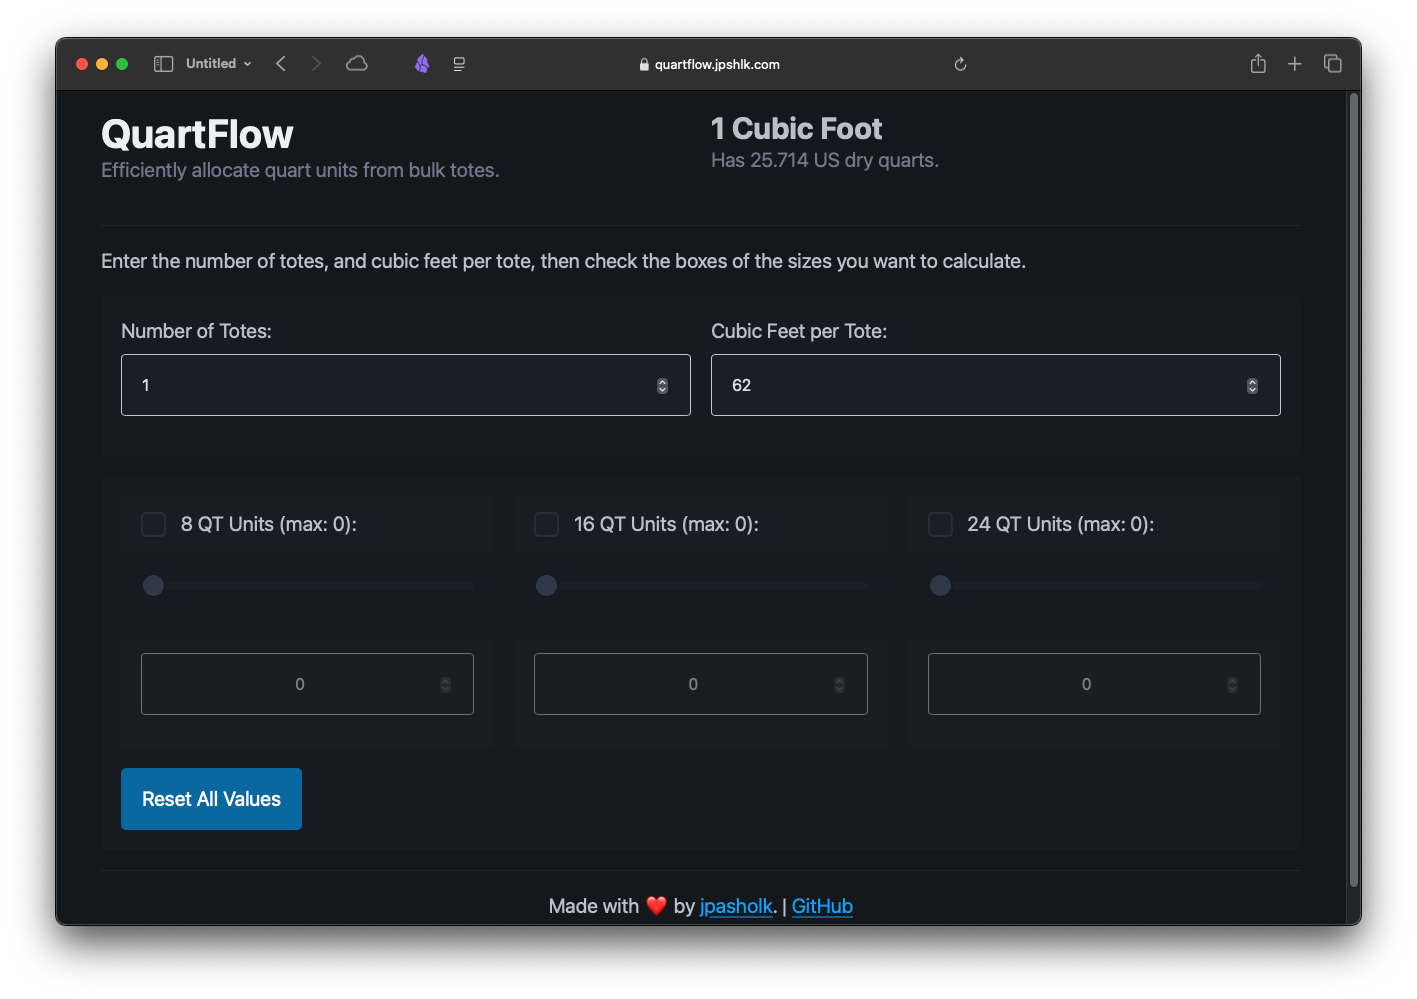 Untitled
quartflow.jpshlk.com
QuartFlow
Efficiently allocate quart units from bulk totes.
1 Cubic Foot
Has 25.714 US dry quarts.
Enter the number of totes, and cubic feet per tote, then check the boxes of the sizes you want to calculate.
Number of Totes:
1
Cubic Feet per Tote:
62
8 QT Units (max: 0):
16 QT Units (max: 0):
24 QT Units (max: 0):
0
0
0
Reset All Values
Made with ❤️ by jpasholk. | GitHub